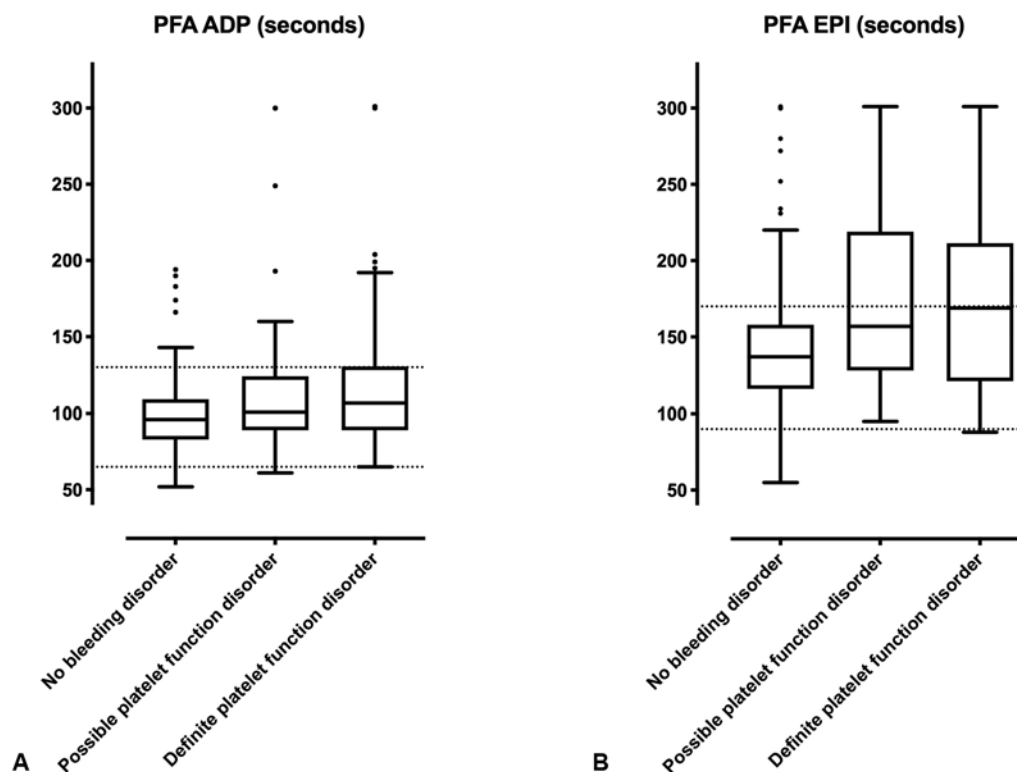 PFA ADP (seconds)
300
250
200
150
100
50
No bleeding disorder
Possible platelet function disorder
Definite platelet function disorder
A
PFA EPI (seconds)
300
250
200
150
100
50
No bleeding disorder
Possible platelet function disorder
Definite platelet function disorder
B